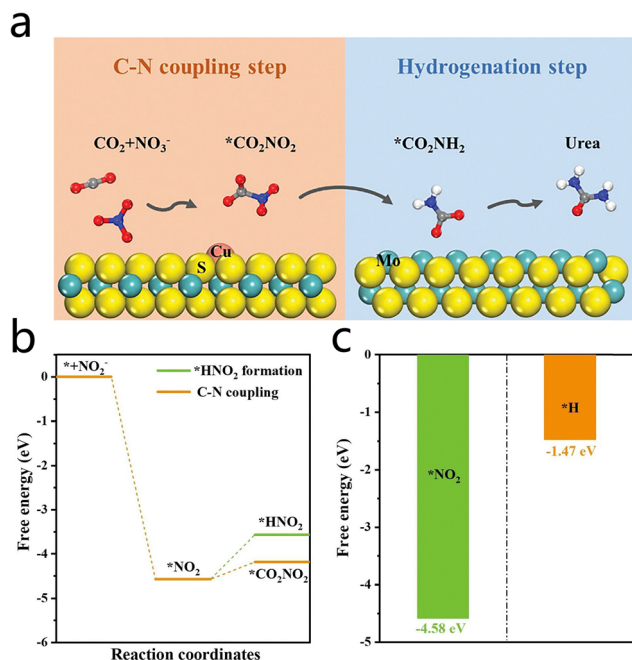 a
C-N coupling step
Hydrogenation step
CO₂+NO₃⁻
*CO₂NO₂
*CO₂NH₂
Urea
Cu
S
Mo
b
*+NO₂⁻
*HNO₂ formation
C-N coupling
*HNO₂
*NO₂
*CO₂NO₂
0
-1
-2
-3
-4
-5
-6
Free energy (eV)
Reaction coordinates
c
0
-1
-2
-3
-4
-5
Free energy (eV)
*NO₂
-4.58 eV
*H
-1.47 eV